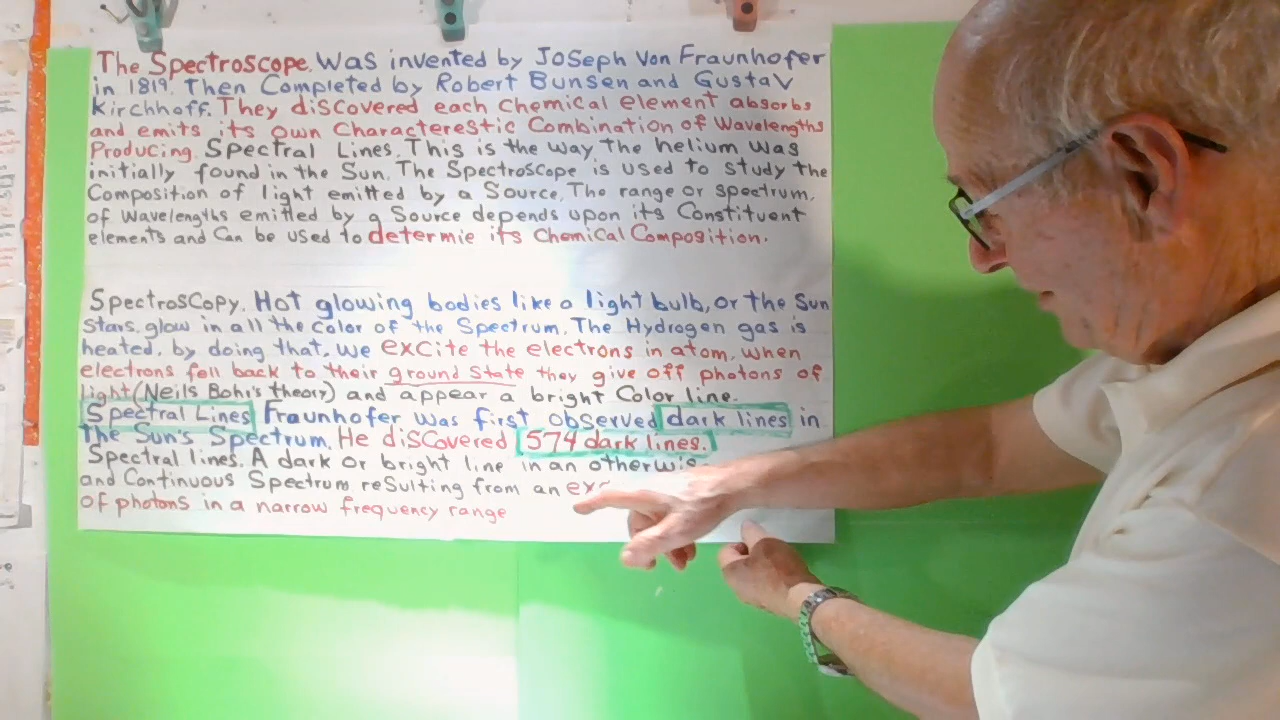 The Spectroscope. Was invented by Joseph Von Fraunhofer
in 1819. Then Completed by Robert Bunsen and Gustav
Kirchhoff. They discovered each Chemical element absorbs
and emits its own Characterestic Combination of Wavelengths
Producing. Spectral Lines. This is the way the helium was
initially found in the Sun. The Spectroscope is used to study the
Composition of light emitted by a Source. The range or spectrum,
of Wavelengths emitted by a Source depends upon its Constituent
elements and Can be used to determie its Chemical Composition.
Spectroscopy. Hot glowing bodies like a light bulb, or the Sun
Stars, glow in all the color of the Spectrum. The Hydrogen gas is
heated. by doing that, we excite the electrons in atom, when
electrons fell back to their ground state they give off photons of
light (Neils Bohr's theory) and appear a bright Color line.
Spectral Lines Fraunhofer was first observed dark lines in
The Sun's Spectrum. He discovered 574 dark lines.
Spectral lines. A dark or bright line in an
and Continuous Spectrum resulting from an
of photons in a narrow frequency range